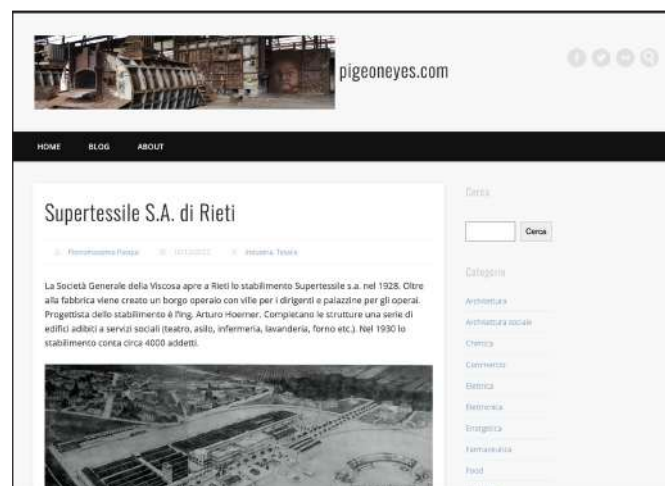 pigeoneyes.com
HOME BLOG ABOUT
Supertessile S.A. di Rieti
Industria, Tessile
La Società Generale della Viscosa apre a Rieti lo stabilimento Supertessile s.a. nel 1928. Oltre
alla fabbrica viene creato un borgo operaio con ville per i dirigenti e palazzine per gli operai.
Progettista dello stabilimento è l'ing. Arturo Hoerner. Completano le strutture una serie di
edifici adibiti a servizi sociali (teatro, asilo, infermeria, lavanderia, forno etc.). Nel 1930 lo
stabilimento conta circa 4000 addetti.
Cerca
Cerca
Categorie
Architettura
Architettura sociale
Chimica
Commercio
Elettrica
Elettronica
Energetica
Farmaceutica
Food